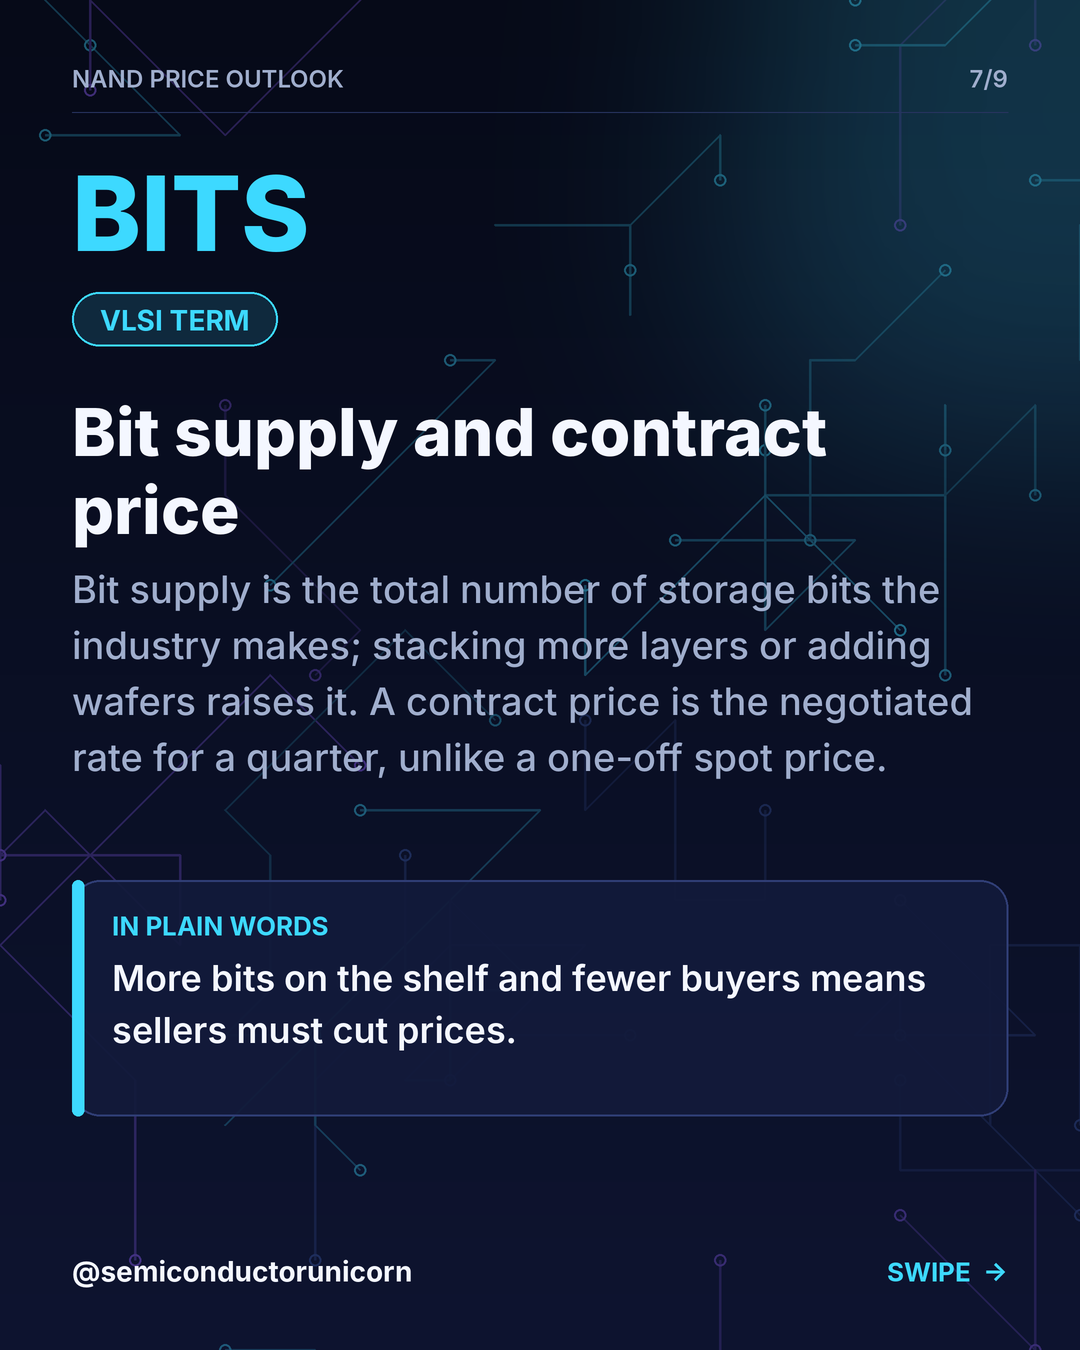 NAND PRICE OUTLOOK
7/9
BITS
VLSI TERM
Bit supply and contract
price
Bit supply is the total number of storage bits the
industry makes; stacking more layers or adding
wafers raises it. A contract price is the negotiated
rate for a quarter, unlike a one-off spot price.
IN PLAIN WORDS
More bits on the shelf and fewer buyers means
sellers must cut prices.
@semiconductorunicorn
SWIPE →